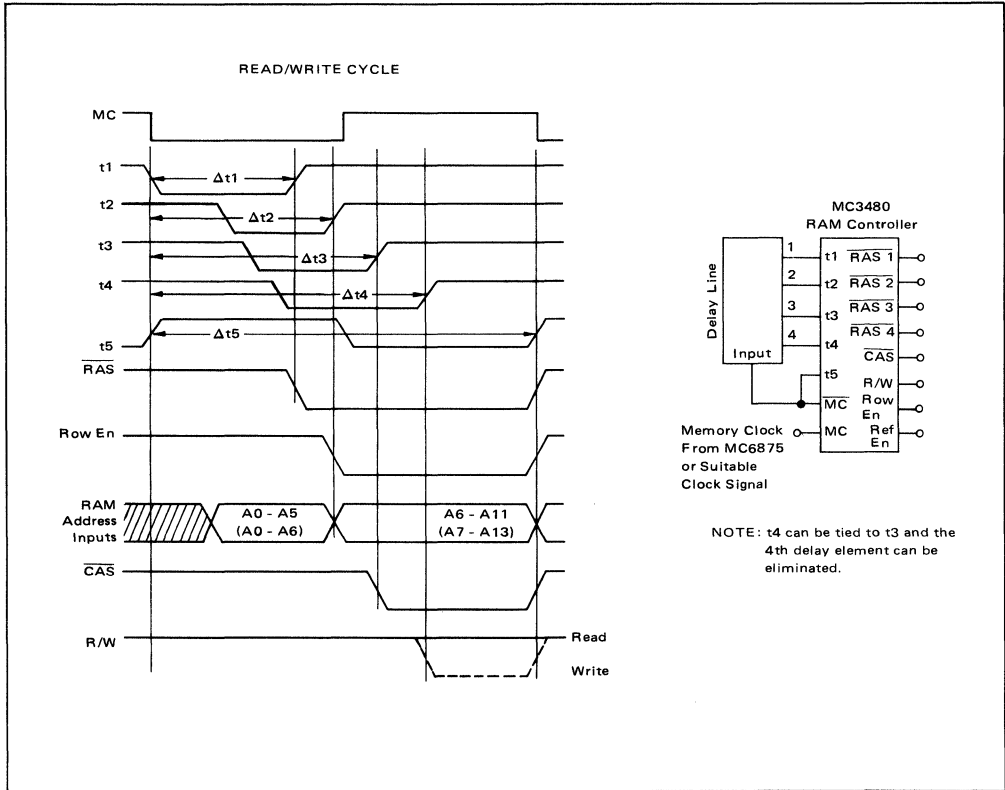 READ/WRITE CYCLE
MC
t1
Δt1
t2
Δt2
t3
Δt3
t4
Δt4
t5
Δt5
RAS
Row En
RAM
Address
Inputs
A0 - A5
(A0 - A6)
A6 - A11
(A7 - A13)
CAS
R/W
Read
Write
MC3480
RAM Controller
Delay Line
Input
1
2
3
4
t1 RAS 1
t2 RAS 2
t3 RAS 3
t4 RAS 4
CAS
t5
R/W
MC Row
En
MC Ref
En
Memory Clock
From MC6875
or Suitable
Clock Signal
NOTE: t4 can be tied to t3 and the
4th delay element can be
eliminated.